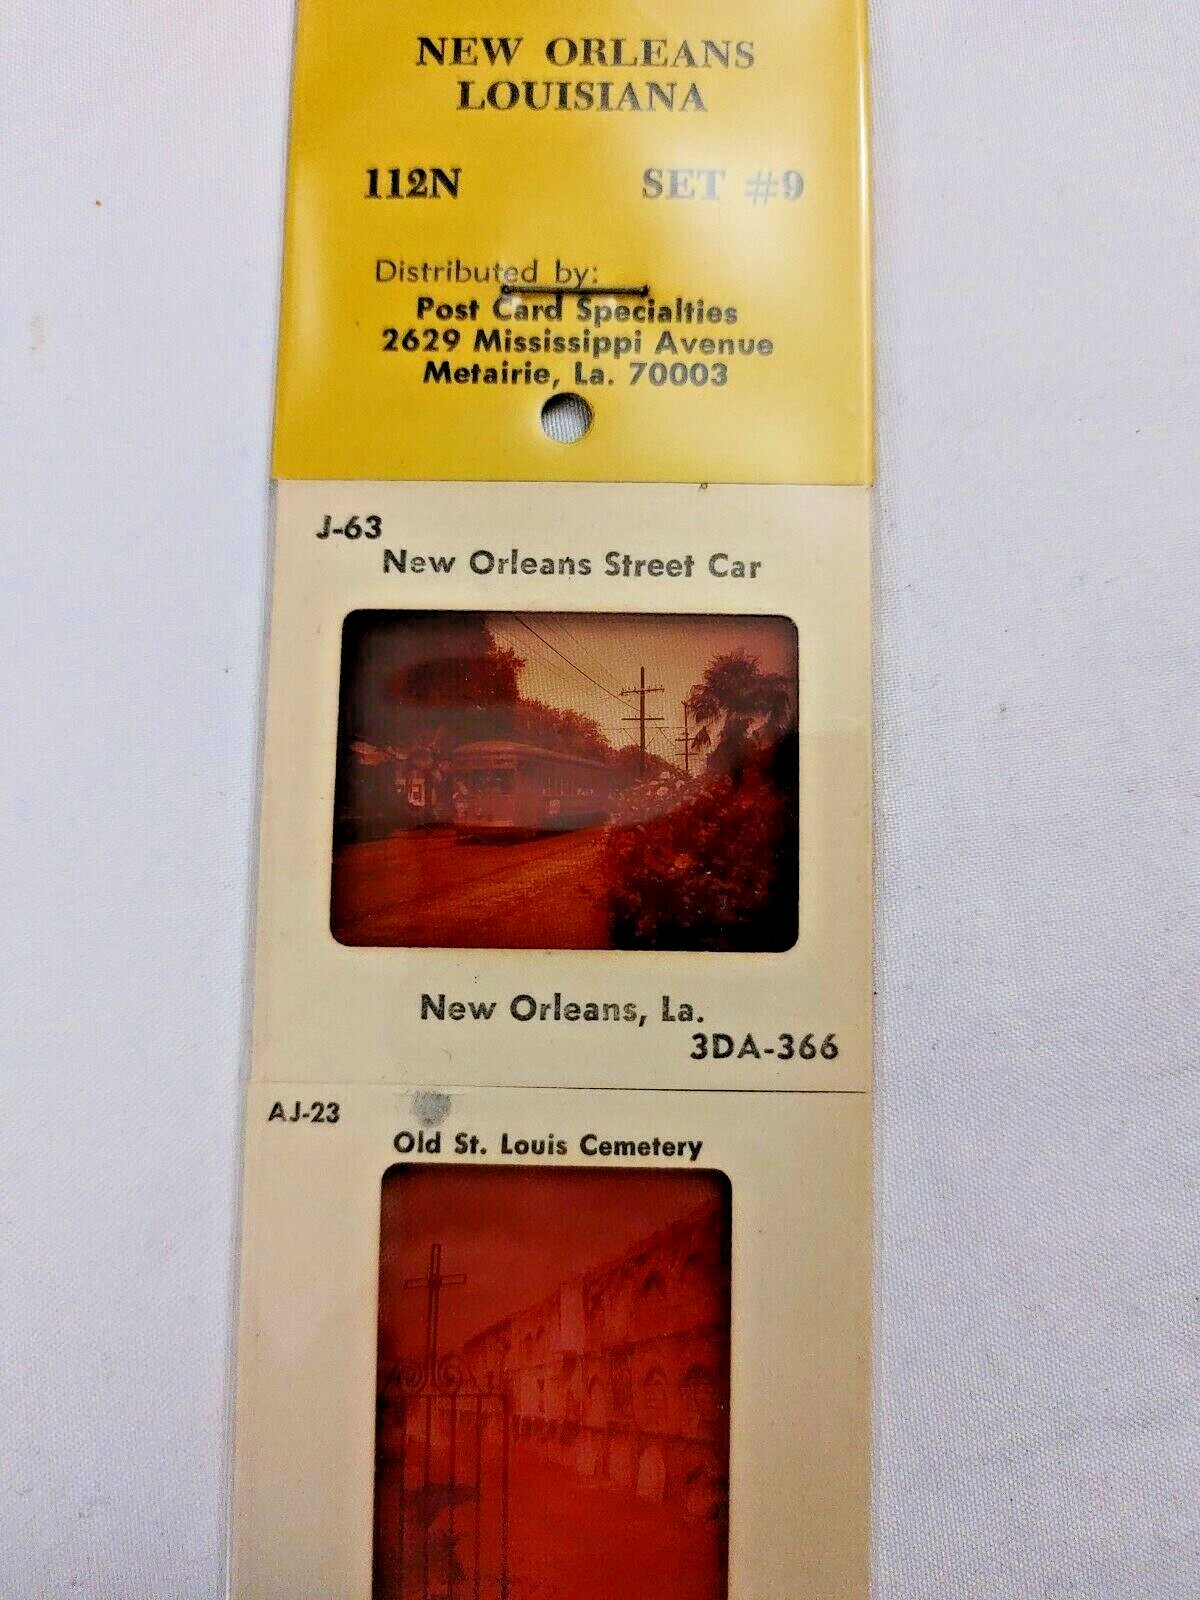 NEW ORLEANS
LOUISIANA
112N SET #9
Distributed by:
Post Card Specialties
2629 Mississippi Avenue
Metairie, La. 70003
J-63
New Orleans Street Car
New Orleans, La.
3DA-366
AJ-23
Old St. Louis Cemetery